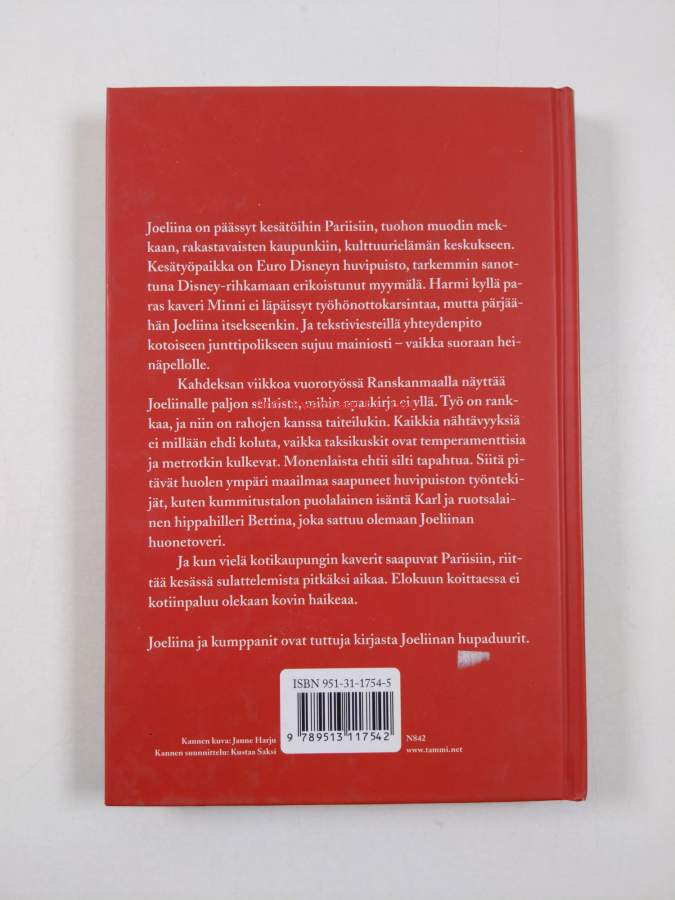 Joeliina on päässyt kesätöihin Pariisiin, tuohon muodin mek-
kaan, rakastavaisten kaupunkiin, kulttuurielämän keskukseen.
Kesätyöpaikka on Euro Disneyn huvipuisto, tarkemmin sanot-
tuna Disney-rihkamaan erikoistunut myymälä. Harmi kyllä pa-
ras kaveri Minni ei läpäissyt työhönottokarsintaa, mutta pärjää-
hän Joeliina itsekseenkin. Ja tekstiviesteillä yhteydenpito
kotoiseen junttipolikseen sujuu mainiosti – vaikka suoraan hei-
näpellolle.
Kahdeksan viikkoa vuorotyössä Ranskanmaalla näyttää
Joeliinalle paljon sellaista, mihin opaskirja ei yllä. Työ on rank-
kaa, ja niin on rahojen kanssa taiteilukin. Kaikkia nähtävyyksiä
ei millään ehdi koluta, vaikka taksikuskit ovat temperamenttisia
ja metrotkin kulkevat. Monenlaista ehtii silti tapahtua. Siitä pi-
tävät huolen ympäri maailmaa saapuneet huvipuiston työnteki-
jät, kuten kummitustalon puolalainen isäntä Karl ja ruotsalai-
nen hippahilleri Bettina, joka sattuu olemaan Joeliinan
huonetoveri.
Ja kun vielä kotikaupungin kaverit saapuvat Pariisiin, riit-
tää kesässä sulattelemista pitkäksi aikaa. Elokuun koittaessa ei
kotiinpaluu olekaan kovin haikeaa.
Joeliina ja kumppanit ovat tuttuja kirjasta Joeliinan hupaduurit.
ISBN 951-31-1754-5
9 789513 117542
Kannen kuva: Janne Harju
Kannen suunnittelu: Kustaa Saksi
N842
www.tammi.net